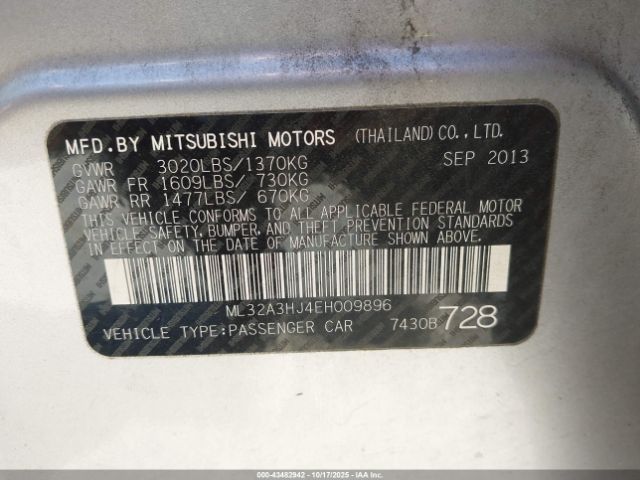 MFD.BY MITSUBISHI MOTORS (THAILAND)CO.,LTD.
GVWR 3020LBS/1370KG SEP 2013
GAWR FR 1609LBS/ 730KG
GAWR RR 1477LBS/ 670KG
THIS VEHICLE CONFORMS TO ALL APPLICABLE FEDERAL MOTOR
VEHICLE SAFETY,BUMPER,AND THEFT PREVENTION STANDARDS
IN EFFECT ON THE DATE OF MANUFACTURE SHOWN ABOVE.
ML32A3HJ4EH009896
VEHICLE TYPE:PASSENGER CAR 7430B 728
000-43482942 - 10/17/2025 - COPYRIGHT IAA, LLC.